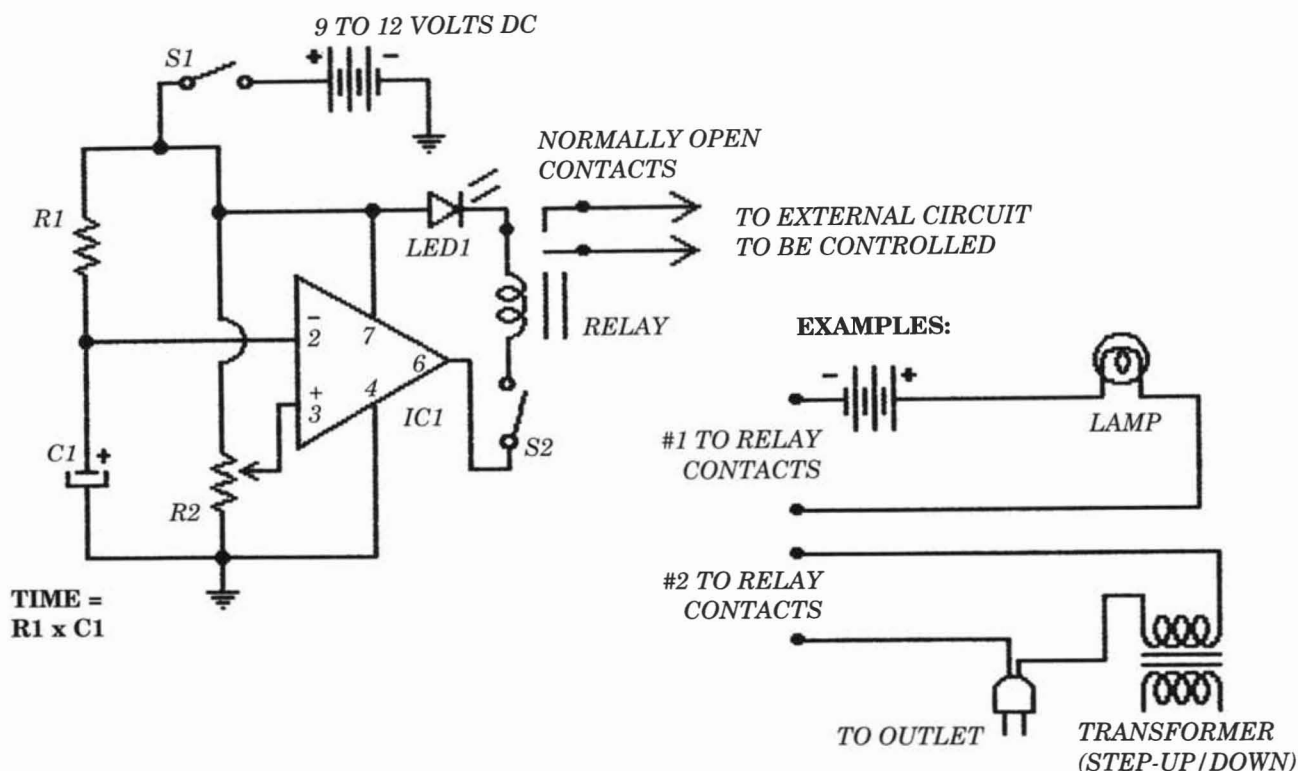 9 TO 12 VOLTS DC
S1
+
-
NORMALLY OPEN
CONTACTS
R1
LED1
TO EXTERNAL CIRCUIT
TO BE CONTROLLED
-
2
7
6
RELAY
EXAMPLES:
+
3
4
IC1
S2
-
+
LAMP
#1 TO RELAY
CONTACTS
C1
+
R2
#2 TO RELAY
CONTACTS
TIME =
R1 x C1
TO OUTLET
TRANSFORMER
(STEP-UP/DOWN)